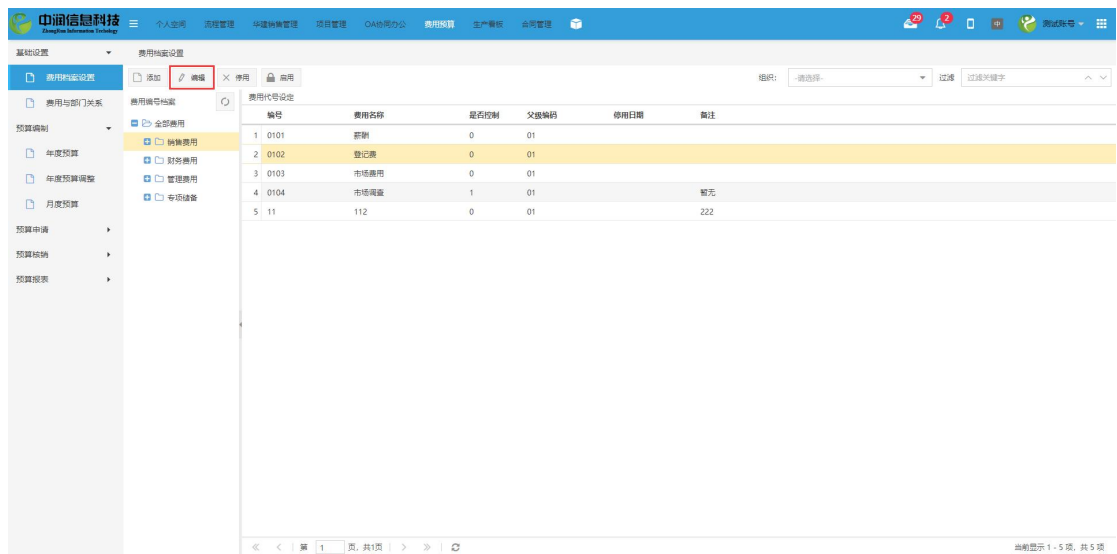 中润信息科技
ZhongRun Information Techology
个人空间 流程管理 华建销售管理 项目管理 OA协同办公 费用预算 生产看板 合同管理
29 2 中 测试账号
基础设置 费用档案设置
费用档案设置 添加 编辑 停用 启用 组织: -请选择- 过滤 过滤关键字
费用与部门关系 费用编号档案 费用代号设定
编号 费用名称 是否控制 父级编码 停用日期 备注
预算编制 全部费用
1 0101 薪酬 0 01
销售费用
年度预算 2 0102 登记费 0 01
财务费用
3 0103 市场费用 0 01
年度预算调整 管理费用
4 0104 市场调查 1 01 暂无
专项储备
月度预算 5 11 112 0 01 222
预算申请
预算核销
预算报表
第 1 页, 共1页 当前显示 1 - 5 项, 共 5 项